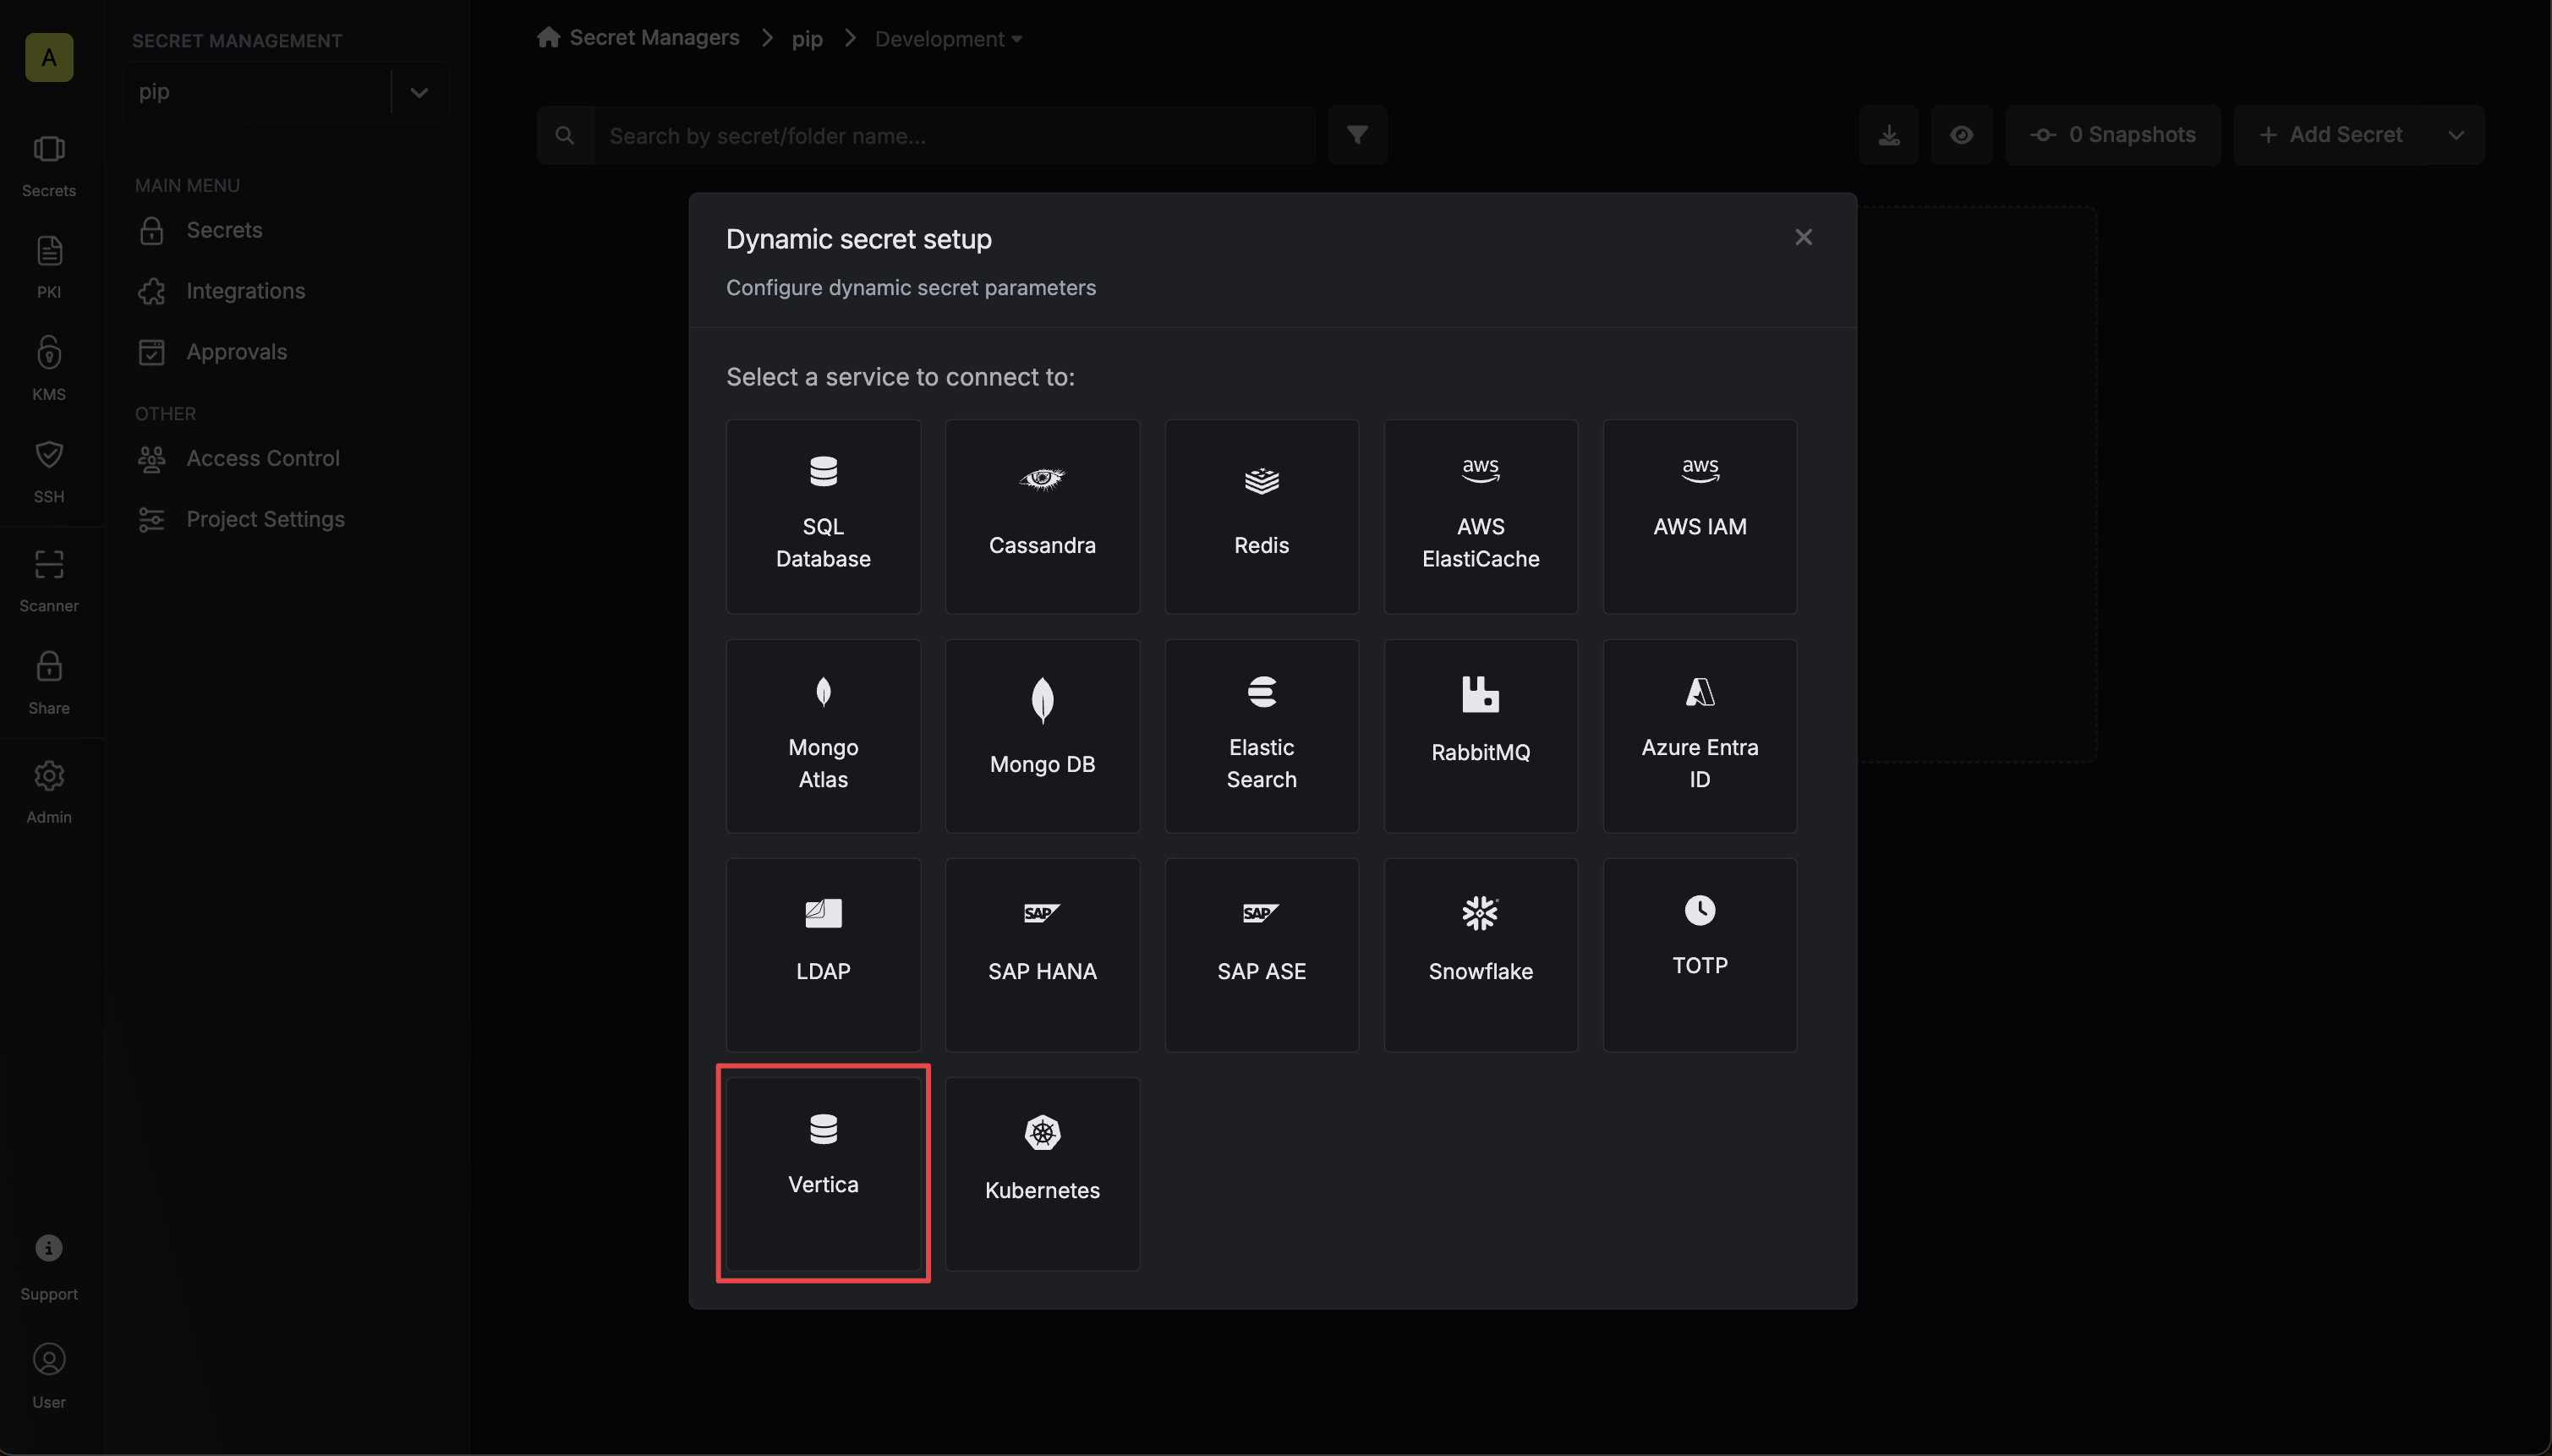 A
Secrets
PKI
KMS
SSH
Scanner
Share
Admin
Support
User
SECRET MANAGEMENT
pip
MAIN MENU
Secrets
Integrations
Approvals
OTHER
Access Control
Project Settings
Secret Managers
pip
Development
Search by secret/folder name...
0 Snapshots
Add Secret
Dynamic secret setup
Configure dynamic secret parameters
Select a service to connect to:
SQL
Database
Cassandra
Redis
aws
AWS
ElastiCache
aws
AWS IAM
Mongo
Atlas
Mongo DB
Elastic
Search
RabbitMQ
Azure Entra
ID
LDAP
SAP
SAP HANA
SAP
SAP ASE
Snowflake
TOTP
Vertica
Kubernetes